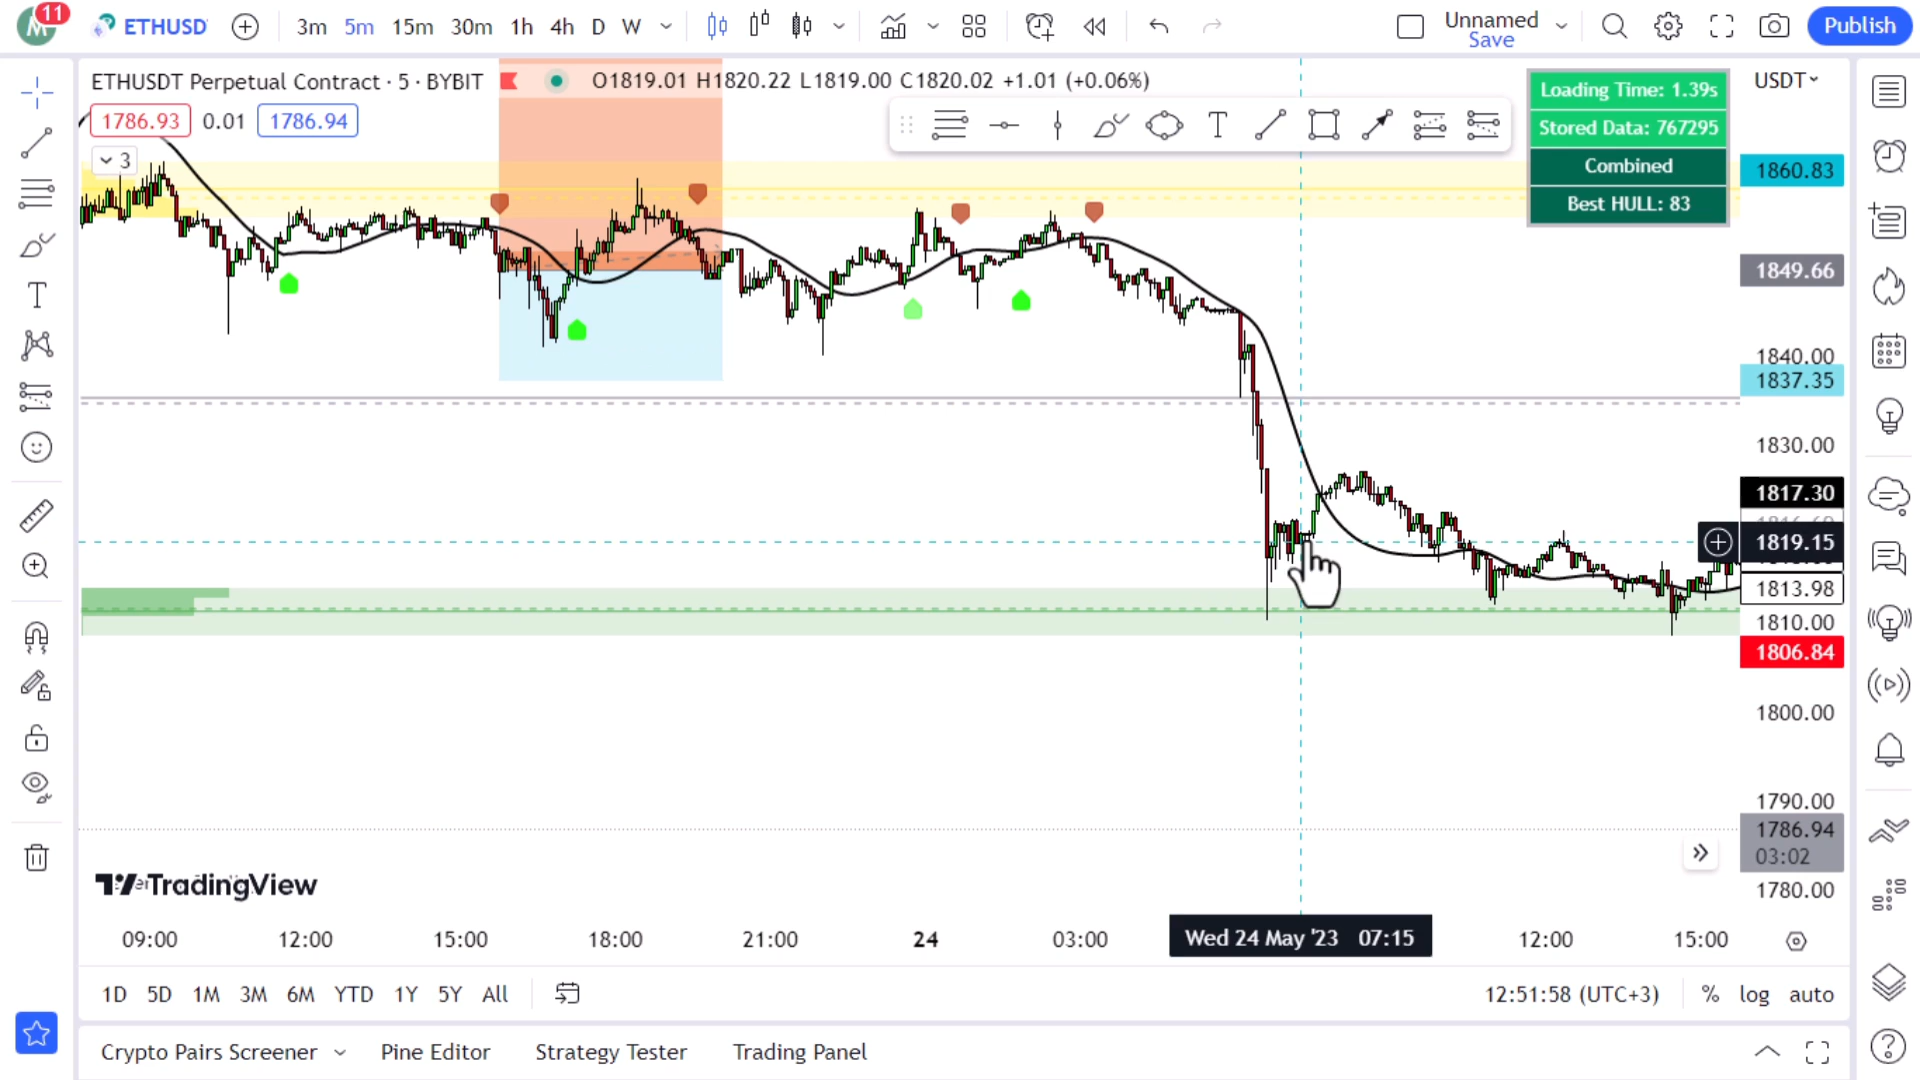 M 11 ETHUSD 3m 5m 15m 30m 1h 4h D W Unnamed Save Publish
ETHUSDT Perpetual Contract · 5 · BYBIT O1819.01 H1820.22 L1819.00 C1820.02 +1.01 (+0.06%)
1786.93 0.01 1786.94
3
Loading Time: 1.39s
Stored Data: 767295
Combined
Best HULL: 83
USDT
1860.83
1849.66
1840.00
1837.35
1830.00
1817.30
1819.15
1813.98
1810.00
1806.84
1800.00
1790.00
1786.94
03:02
1780.00
TradingView
09:00 12:00 15:00 18:00 21:00 24 03:00 Wed 24 May '23 07:15 12:00 15:00
1D 5D 1M 3M 6M YTD 1Y 5Y All 12:51:58 (UTC+3) % log auto
Crypto Pairs Screener Pine Editor Strategy Tester Trading Panel